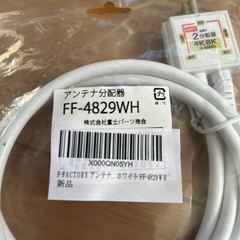 アンテナ分配器
FF-4829WH
株式会社富士パーツ商会
X000QN05YH
F-FACTORY アンテナ... ホワイト FF-4829WH
新品
2分配器
4K8K